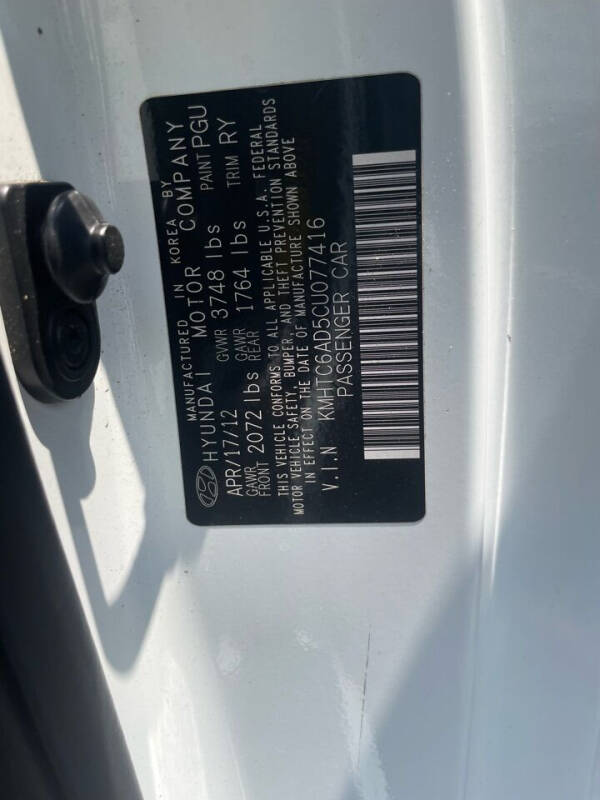 MANUFACTURED IN KOREA BY
HYUNDAI MOTOR COMPANY
APR/17/12 GVWR 3748 lbs PAINT PGU
GAWR FRONT 2072 lbs GAWR REAR 1764 lbs TRIM RY
THIS VEHICLE CONFORMS TO ALL APPLICABLE U.S.A. FEDERAL
MOTOR VEHICLE SAFETY, BUMPER, AND THEFT PREVENTION STANDARDS
IN EFFECT ON THE DATE OF MANUFACTURE SHOWN ABOVE
V.I.N KMHTC6AD5CU077416
PASSENGER CAR